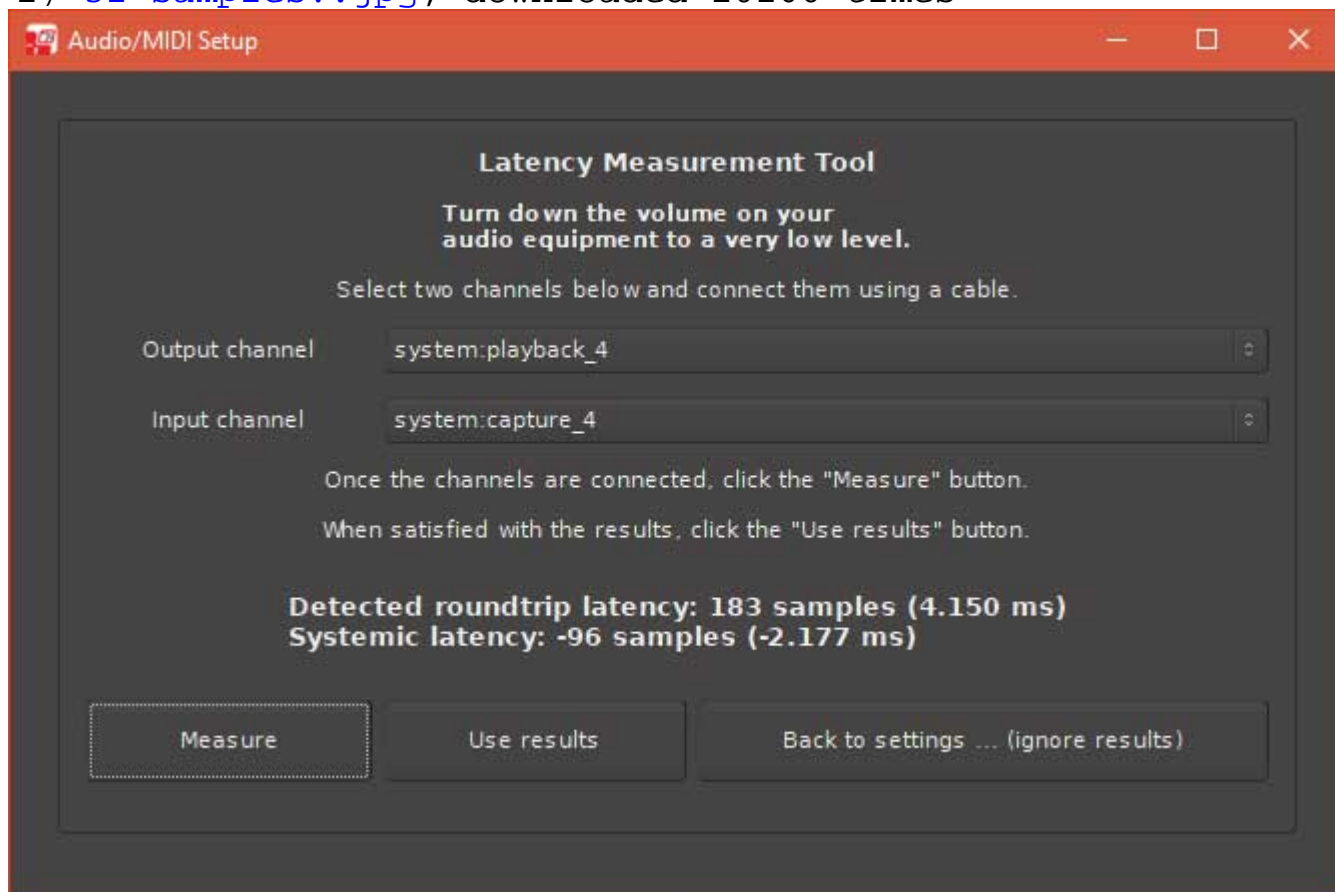 Audio/MIDI Setup
Latency Measurement Tool
Turn down the volume on your
audio equipment to a very low level.
Select two channels below and connect them using a cable.
Output channel system:playback_4
Input channel system:capture_4
Once the channels are connected, click the "Measure" button.
When satisfied with the results, click the "Use results" button.
Detected roundtrip latency: 183 samples (4.150 ms)
Systemic latency: -96 samples (-2.177 ms)
Measure Use results Back to settings ... (ignore results)